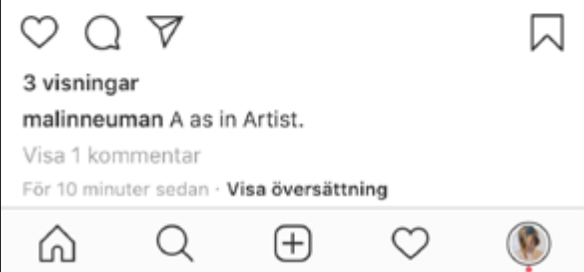 3 visningar
malinneuman A as in Artist.
Visa 1 kommentar
För 10 minuter sedan · Visa översättning